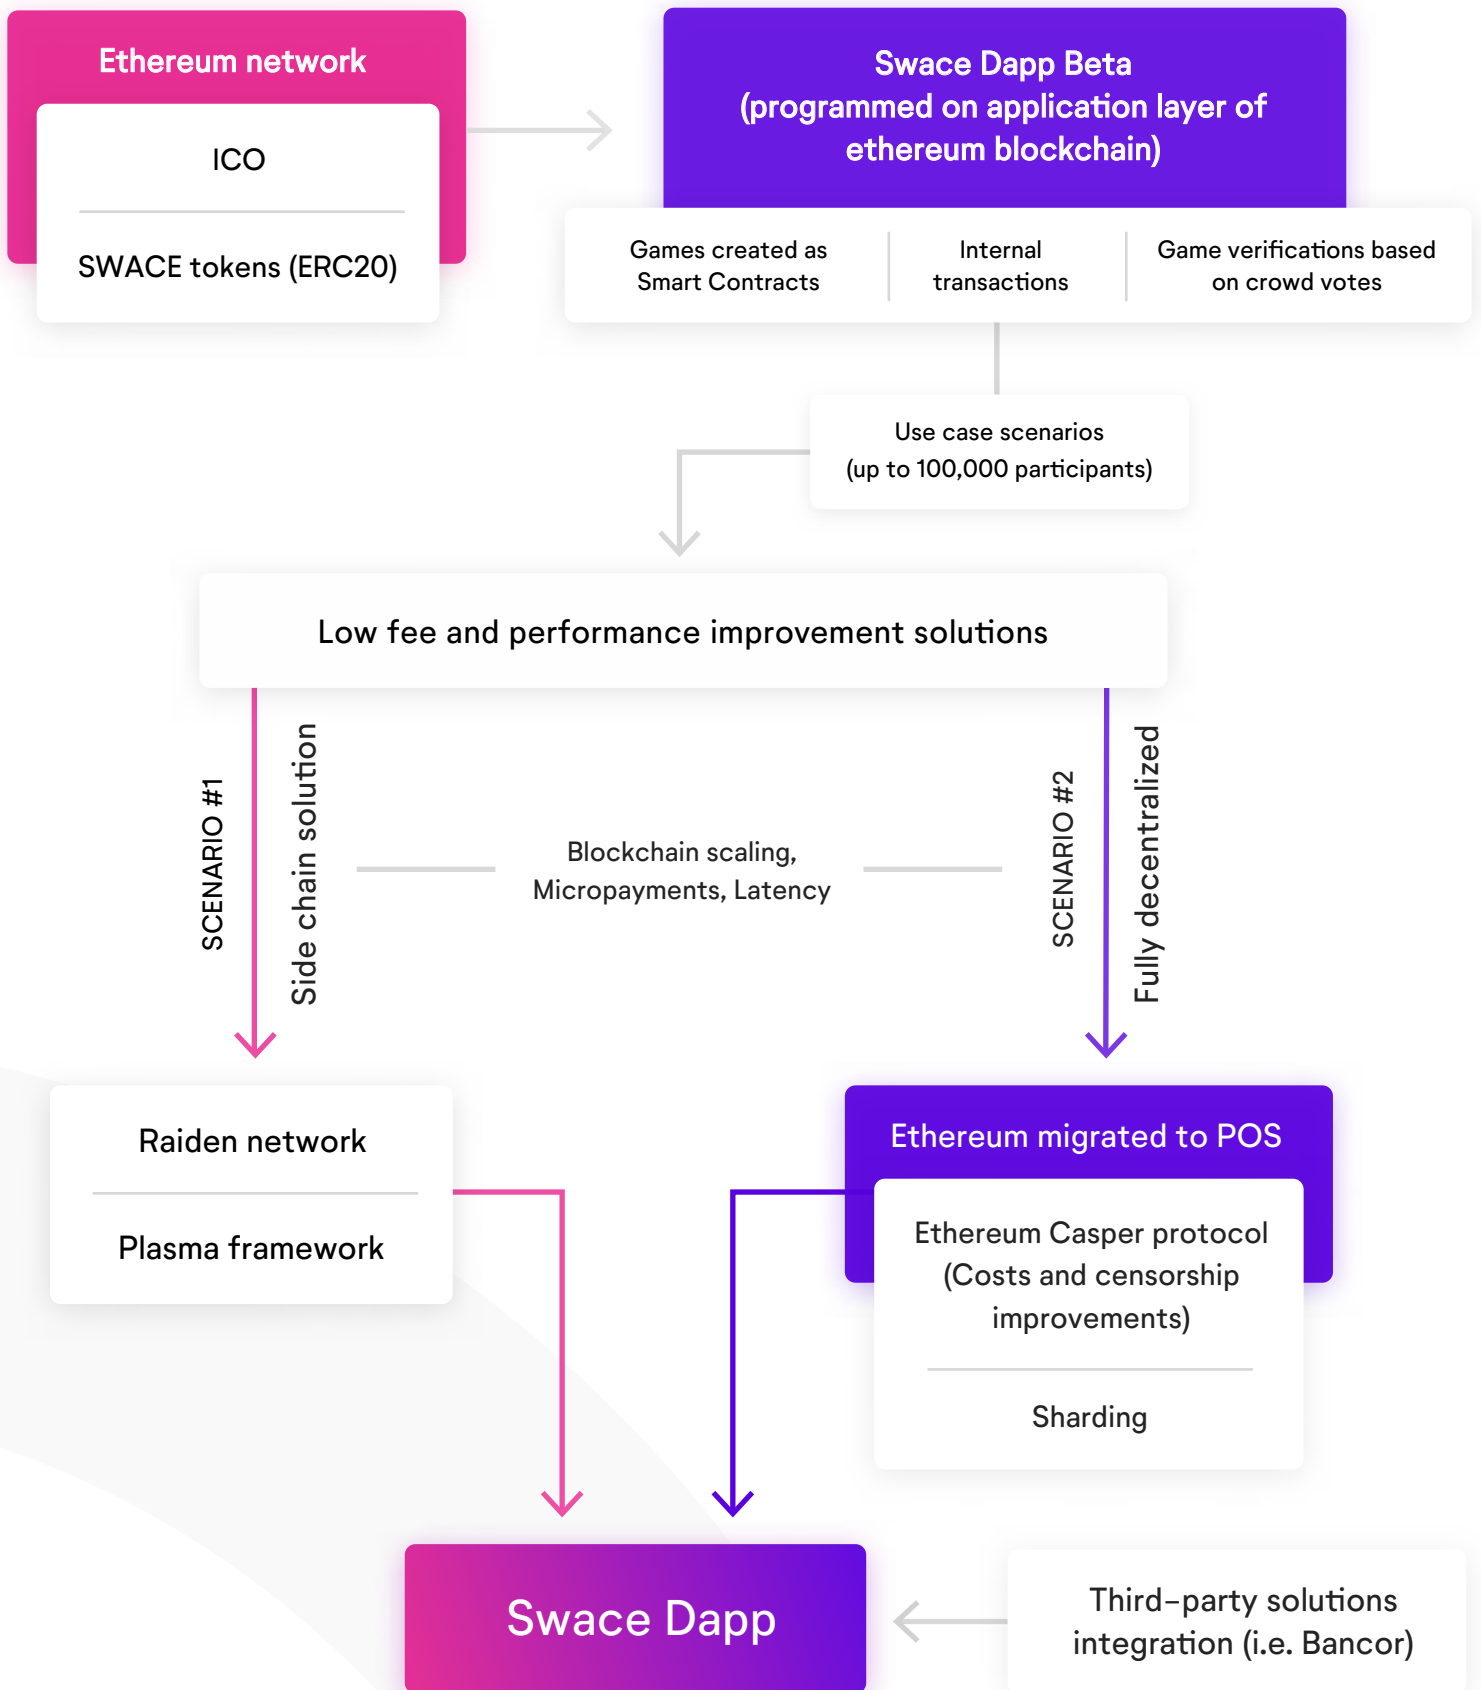 Ethereum network
ICO
SWACE tokens (ERC20)
Swace Dapp Beta
(programmed on application layer of
ethereum blockchain)
Games created as
Smart Contracts
Internal
transactions
Game verifications based
on crowd votes
Use case scenarios
(up to 100,000 participants)
Low fee and performance improvement solutions
SCENARIO #1
Side chain solution
Blockchain scaling,
Micropayments, Latency
SCENARIO #2
Fully decentralized
Raiden network
Plasma framework
Ethereum migrated to POS
Ethereum Casper protocol
(Costs and censorship
improvements)
Sharding
Swace Dapp
Third-party solutions
integration (i.e. Bancor)